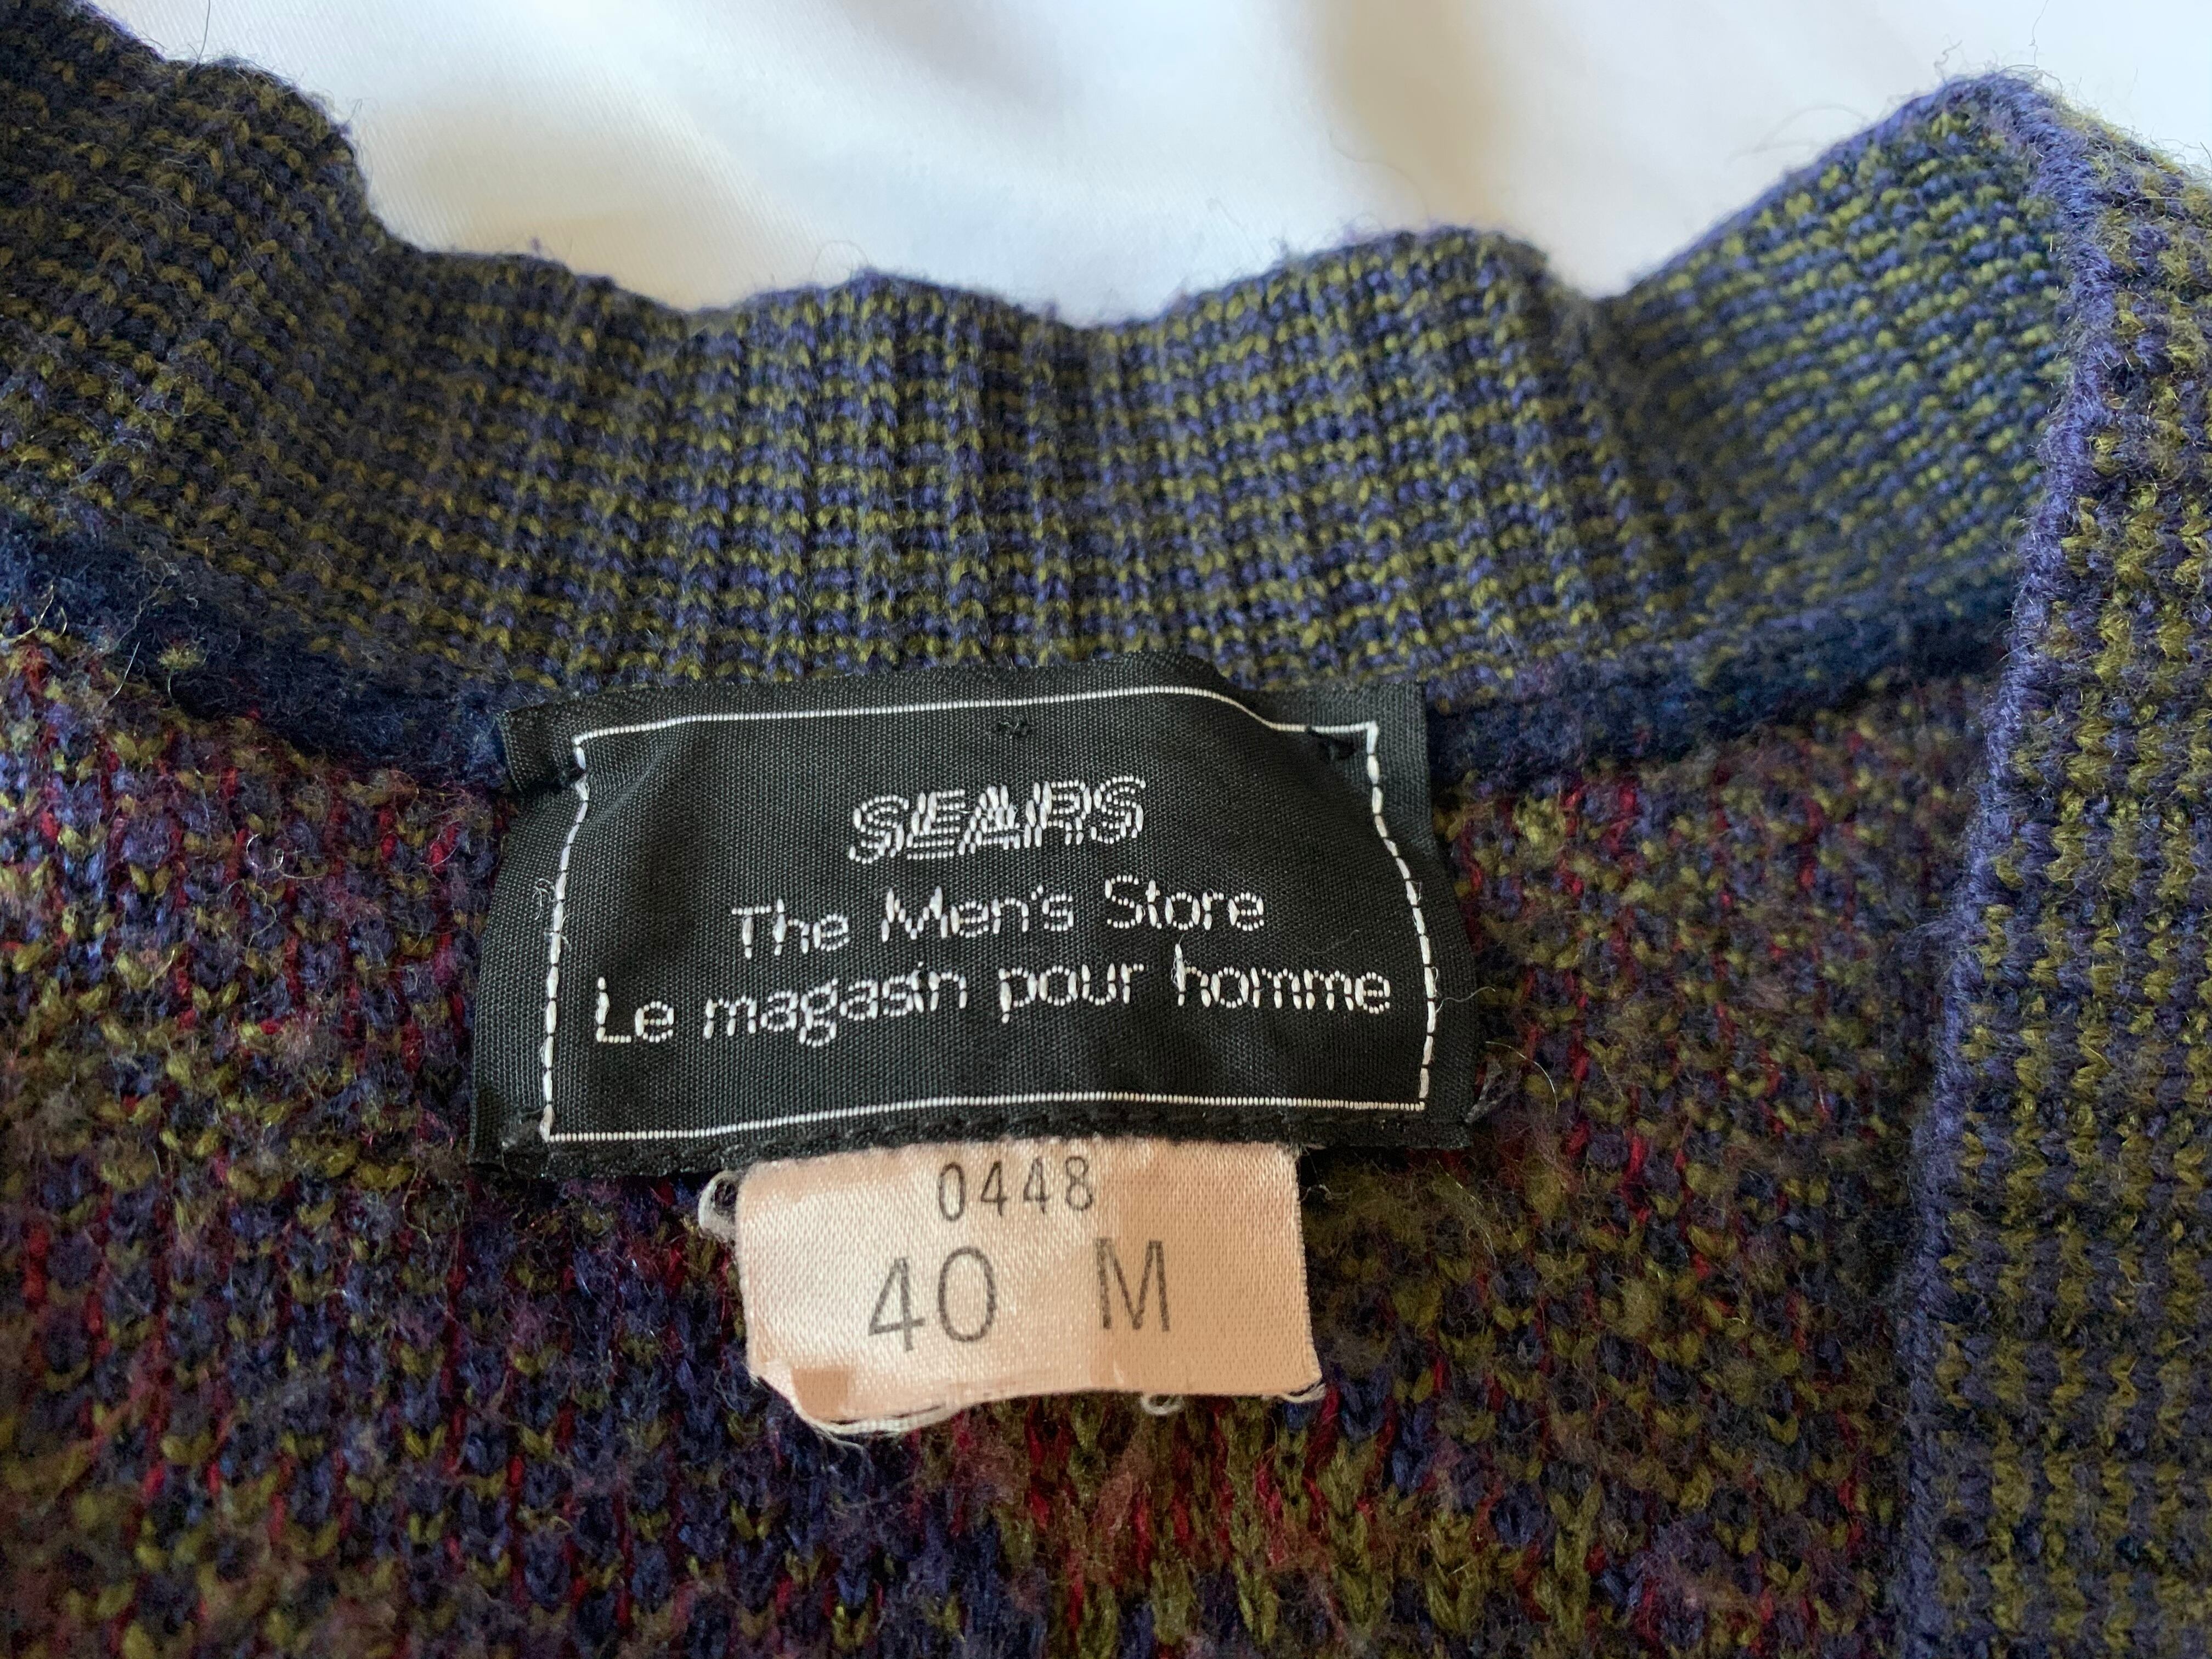 SEARS
The Men's Store
Le magasin pour homme
0448
40 M